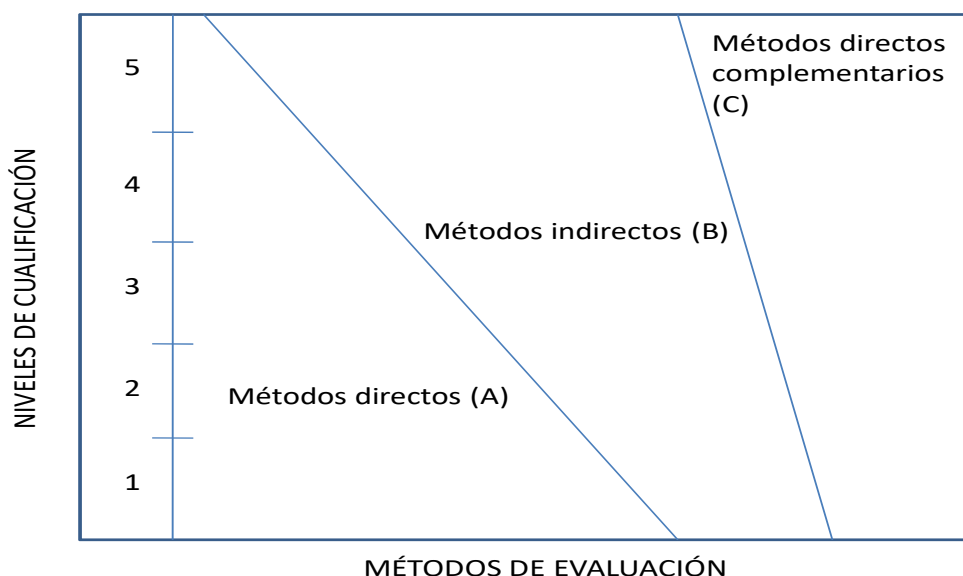 NIVELES DE CUALIFICACIÓN
5
4
3
2
1
Métodos directos
complementarios
(C)
Métodos indirectos (B)
Métodos directos (A)
MÉTODOS DE EVALUACIÓN